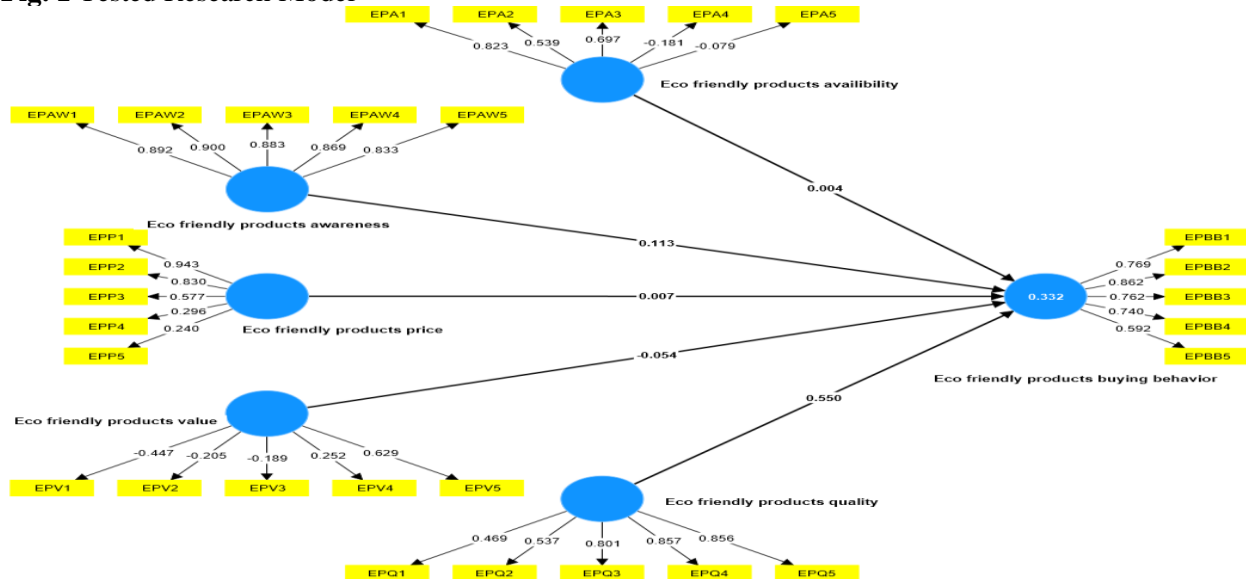 Fig. 2 Tested Research Model
EPA1 EPA2 EPA3 EPA4 EPA5
0.823 0.539 0.697 -0.181 -0.079
Eco friendly products availibility
EPAW1 EPAW2 EPAW3 EPAW4 EPAW5
0.892 0.900 0.883 0.869 0.833
Eco friendly products awareness
0.004
0.113
EPP1
EPP2
EPP3
EPP4
EPP5
0.943
0.830
0.577
0.296
0.240
Eco friendly products price
0.007
-0.054
0.550
EPBB1
EPBB2
EPBB3
EPBB4
EPBB5
0.769
0.862
0.762
0.740
0.592
0.332
Eco friendly products buying behavior
Eco friendly products value
-0.447 -0.205 -0.189 0.252 0.629
EPV1 EPV2 EPV3 EPV4 EPV5
Eco friendly products quality
0.469 0.537 0.801 0.857 0.856
EPQ1 EPQ2 EPQ3 EPQ4 EPQ5